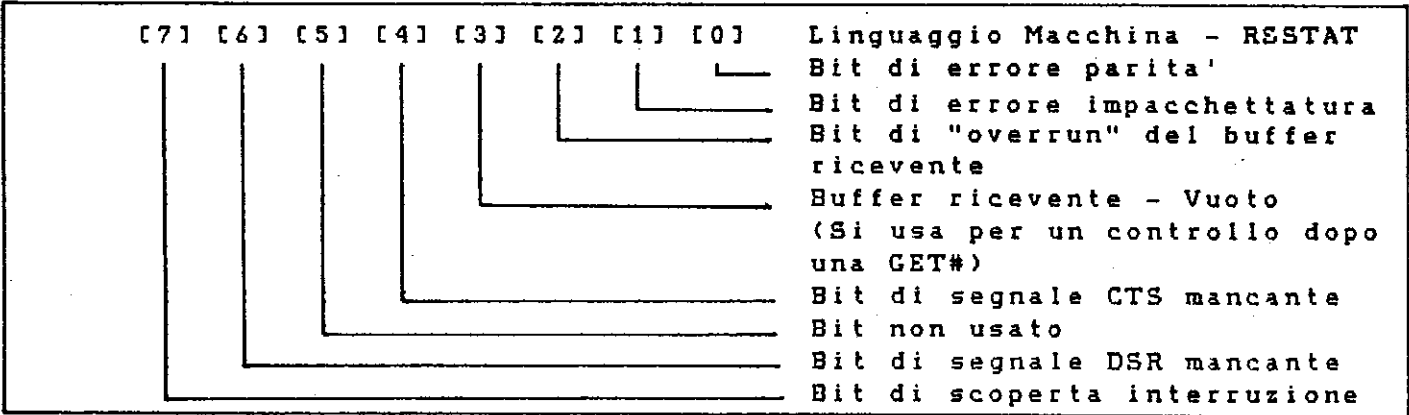 [7] [6] [5] [4] [3] [2] [1] [0] Linguaggio Macchina - RSSTAT
Bit di errore parita'
Bit di errore impacchettatura
Bit di "overrun" del buffer
ricevente
Buffer ricevente - Vuoto
(Si usa per un controllo dopo
una GET#)
Bit di segnale CTS mancante
Bit non usato
Bit di segnale DSR mancante
Bit di scoperta interruzione